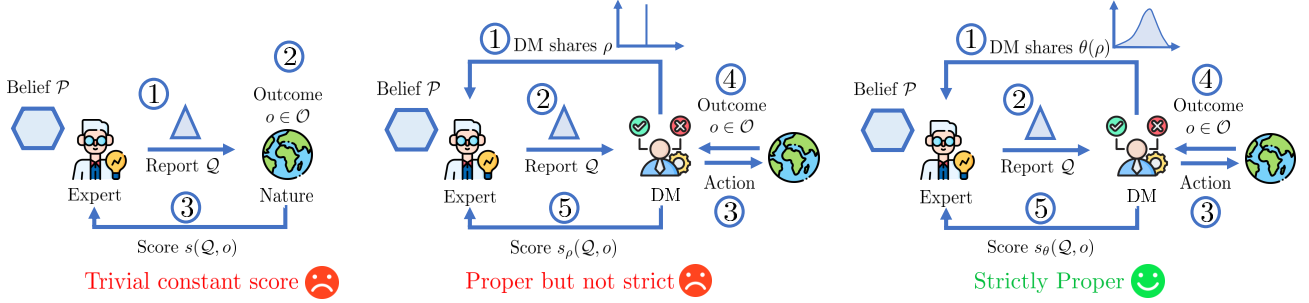 ②
Belief 𝒫
①
Outcome
o ∈ 𝒪
Report 𝒬
Expert
Nature
③
Score s(𝒬, o)
Trivial constant score
① DM shares ρ
Belief 𝒫
②
④
Outcome
o ∈ 𝒪
Report 𝒬
Expert
DM
Action
③
⑤
Score sρ(𝒬, o)
Proper but not strict
① DM shares θ(ρ)
Belief 𝒫
②
④
Outcome
o ∈ 𝒪
Report 𝒬
Expert
DM
Action
③
⑤
Score sθ(𝒬, o)
Strictly Proper